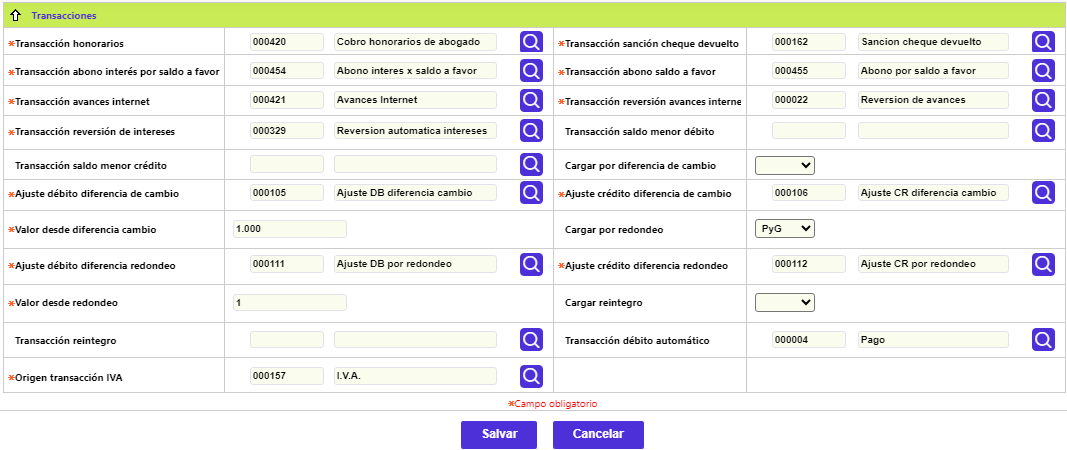 Transacciones
*Transacción honorarios 000420 Cobro honorarios de abogado *Transacción sanción cheque devuelto 000162 Sancion cheque devuelto
*Transacción abono interés por saldo a favor 000454 Abono interes x saldo a favor *Transacción abono saldo a favor 000455 Abono por saldo a favor
*Transacción avances internet 000421 Avances Internet *Transacción reversión avances interne 000022 Reversion de avances
*Transacción reversión de intereses 000329 Reversion automatica intereses Transacción saldo menor débito
Transacción saldo menor crédito Cargar por diferencia de cambio
*Ajuste débito diferencia de cambio 000105 Ajuste DB diferencia cambio *Ajuste crédito diferencia de cambio 000106 Ajuste CR diferencia cambio
*Valor desde diferencia cambio 1.000 Cargar por redondeo PyG
*Ajuste débito diferencia redondeo 000111 Ajuste DB por redondeo *Ajuste crédito diferencia redondeo 000112 Ajuste CR por redondeo
*Valor desde redondeo 1 Cargar reintegro
Transacción reintegro Transacción débito automático 000004 Pago
*Origen transacción IVA 000157 I.V.A.
*Campo obligatorio
Salvar Cancelar